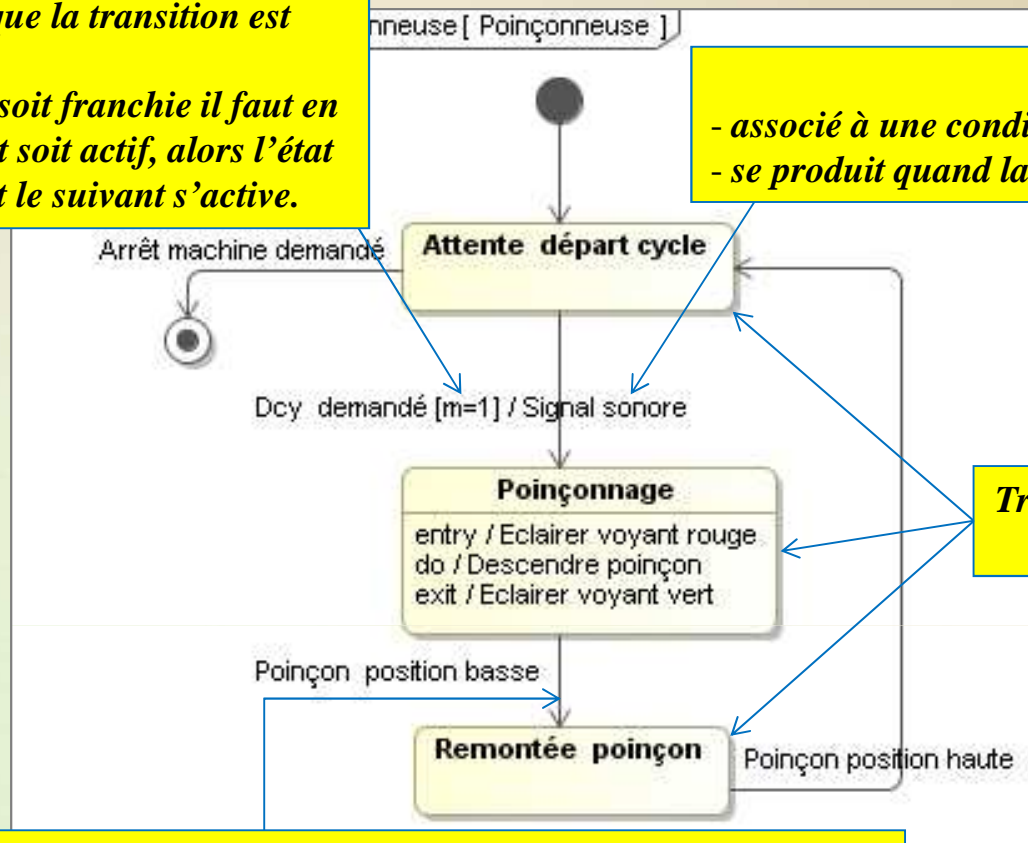 que la transition est
nneuse [ Poinçonneuse ]
soit franchie il faut en
t soit actif, alors l'état
t le suivant s'active.
- associé à une condi
- se produit quand la
Arrêt machine demandé
Attente départ cycle
Dcy demandé [m=1] / Signal sonore
Poinçonnage
entry / Eclairer voyant rouge
do / Descendre poinçon
exit / Eclairer voyant vert
Tr
Poinçon position basse
Remontée poinçon
Poinçon position haute